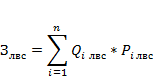 З_лвс = ∑_{i=1}^{n} Q_{i лвс} * P_{i лвс}